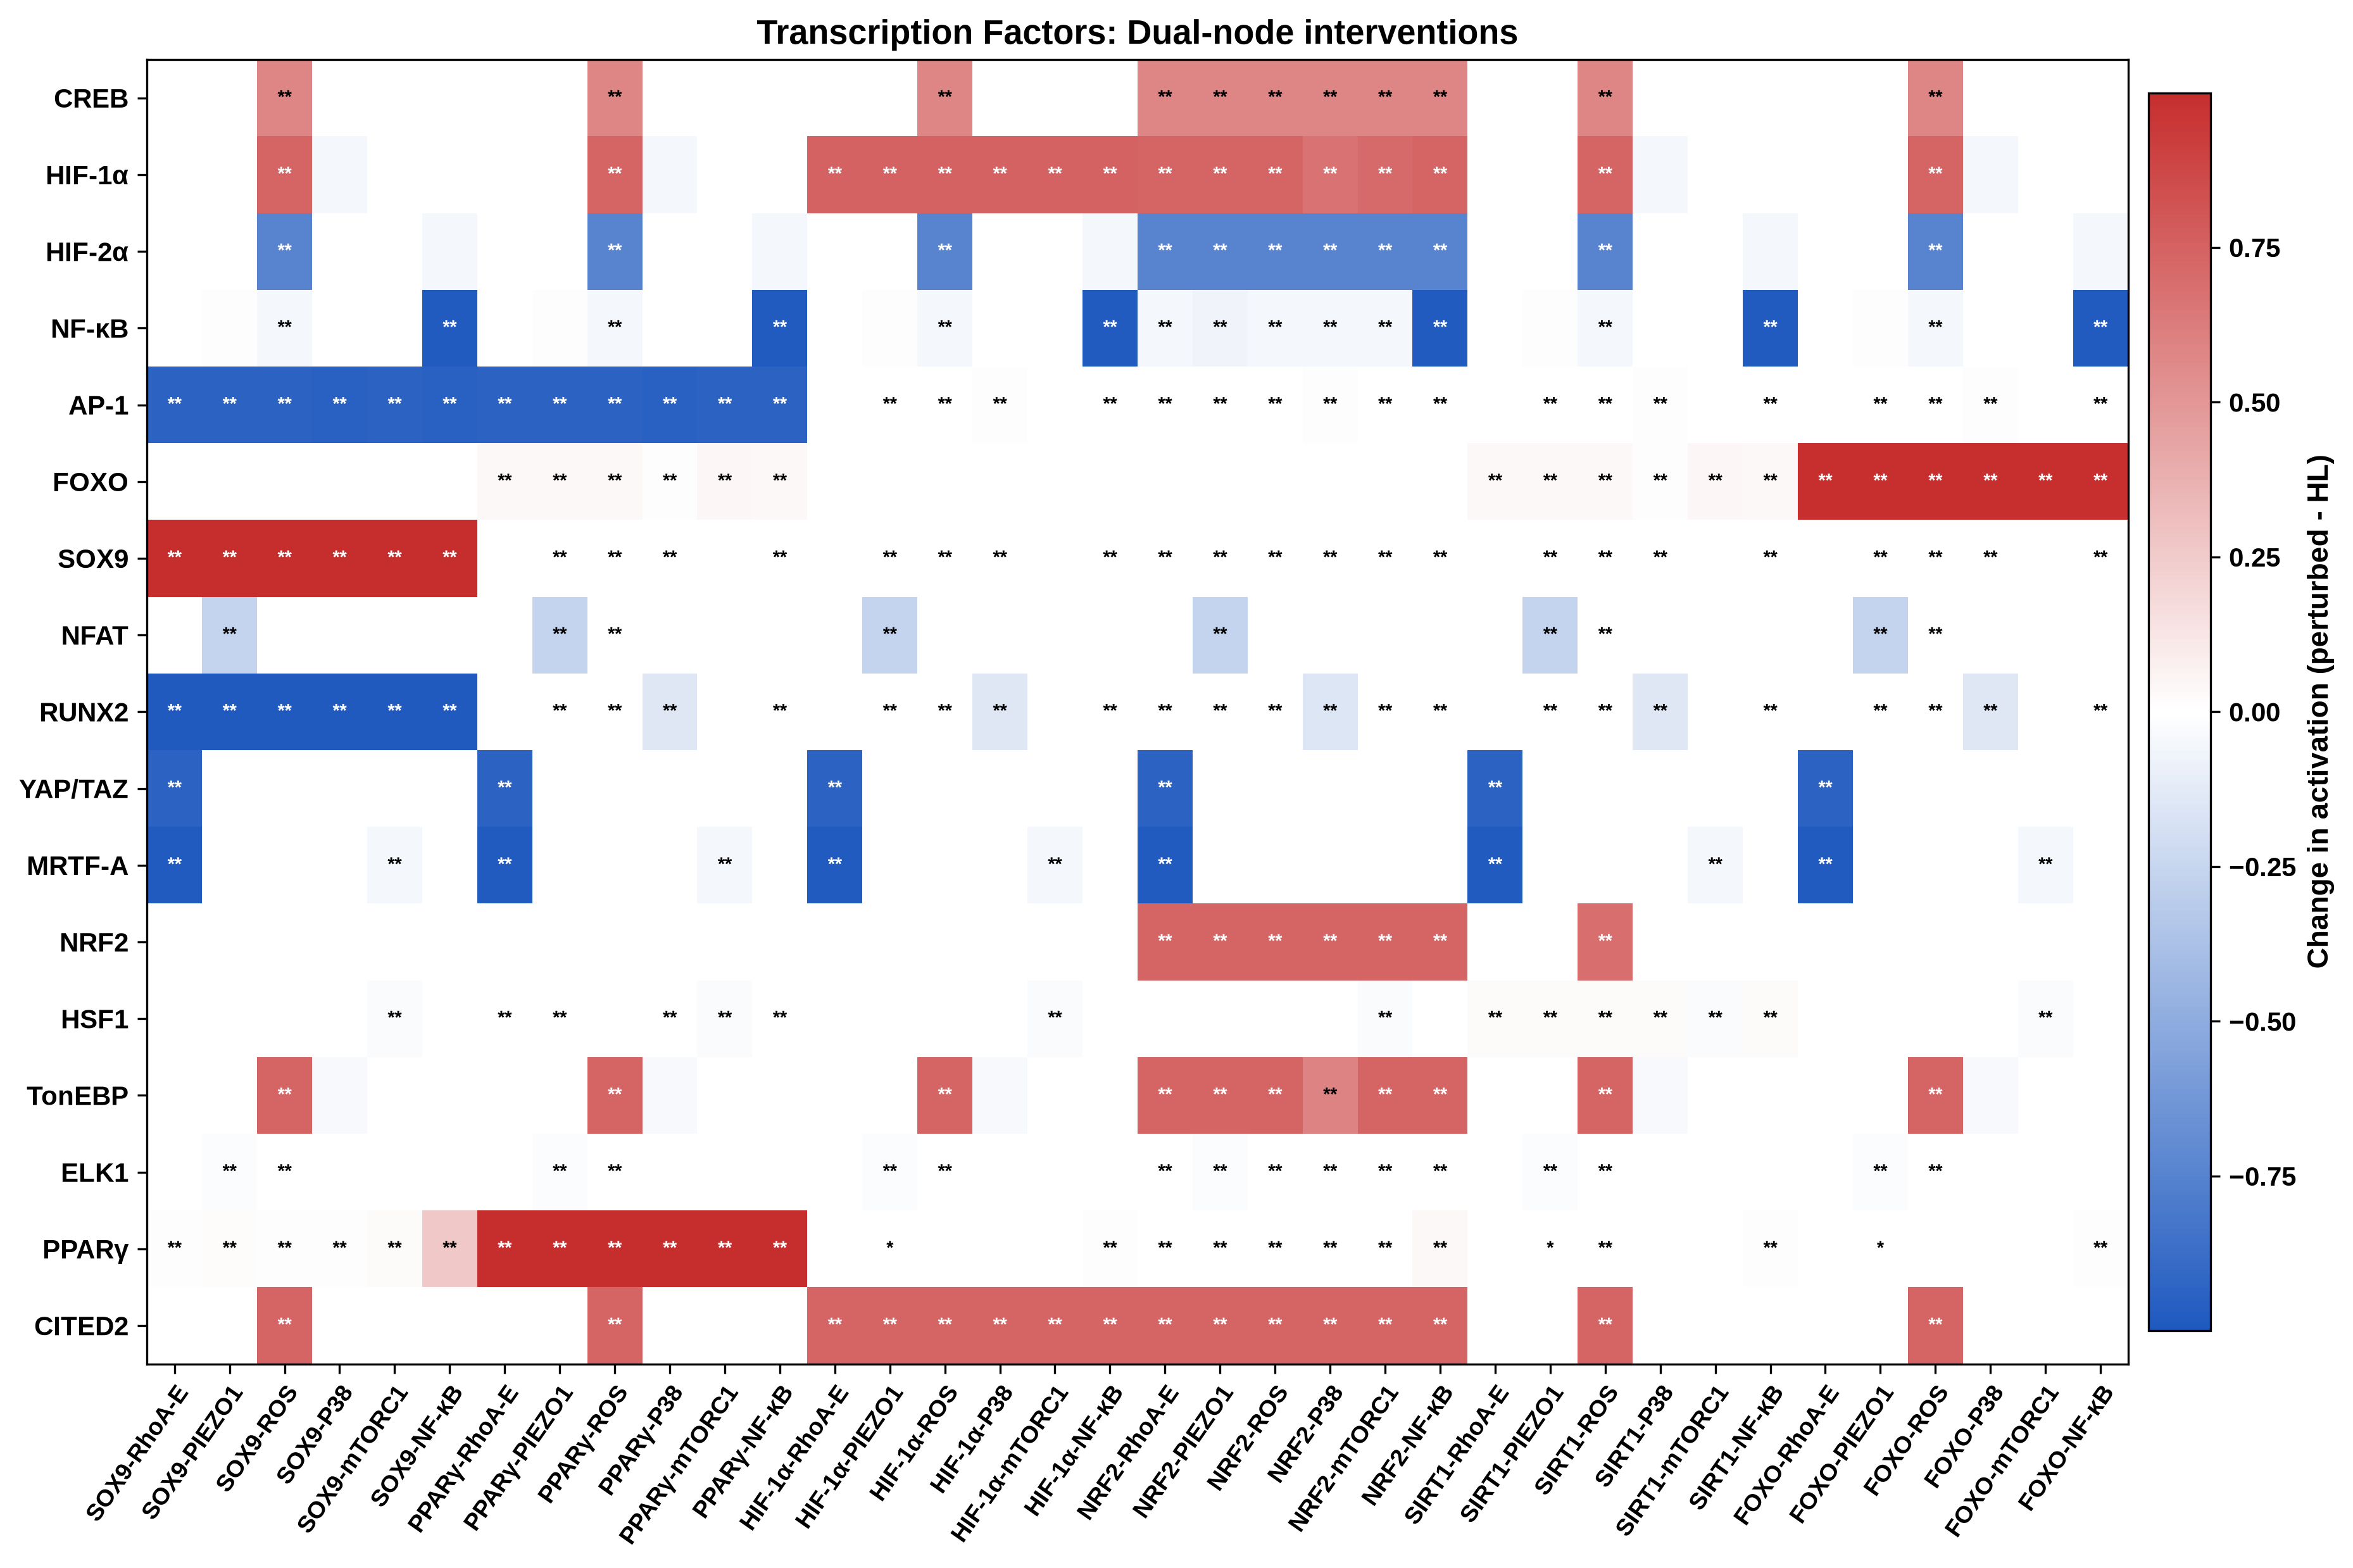 Transcription Factors: Dual-node interventions
CREB ** ** ** ** ** ** ** ** ** ** **
HIF-1α ** ** ** ** ** ** ** ** ** ** ** ** ** ** ** **
HIF-2α ** ** ** ** ** ** ** ** ** ** **
NF-κB ** ** ** ** ** ** ** ** ** ** ** ** ** ** ** **
AP-1 ** ** ** ** ** ** ** ** ** ** ** ** ** ** ** ** ** ** ** ** ** ** ** ** ** ** ** ** ** **
FOXO ** ** ** ** ** ** ** ** ** ** ** ** ** ** ** ** ** **
SOX9 ** ** ** ** ** ** ** ** ** ** ** ** ** ** ** ** ** ** ** ** ** ** ** ** ** ** ** **
NFAT ** ** ** ** ** ** ** ** **
RUNX2 ** ** ** ** ** ** ** ** ** ** ** ** ** ** ** ** ** ** ** ** ** ** ** ** ** ** ** **
YAP/TAZ ** ** ** ** ** **
MRTF-A ** ** ** ** ** ** ** ** ** ** **
NRF2 ** ** ** ** ** ** **
HSF1 ** ** ** ** ** ** ** ** ** ** ** ** ** ** **
TonEBP ** ** ** ** ** ** ** ** ** ** **
ELK1 ** ** ** ** ** ** ** ** ** ** ** ** ** ** ** **
PPARγ ** ** ** ** ** ** ** ** ** ** ** ** * ** ** ** ** ** ** ** * ** ** * **
CITED2 ** ** ** ** ** ** ** ** ** ** ** ** ** ** ** **
SOX9-RhoA-E
SOX9-PIEZO1
SOX9-ROS
SOX9-P38
SOX9-mTORC1
SOX9-NF-κB
PPARγ-RhoA-E
PPARγ-PIEZO1
PPARγ-ROS
PPARγ-P38
PPARγ-mTORC1
PPARγ-NF-κB
HIF-1α-RhoA-E
HIF-1α-PIEZO1
HIF-1α-ROS
HIF-1α-P38
HIF-1α-mTORC1
HIF-1α-NF-κB
NRF2-RhoA-E
NRF2-PIEZO1
NRF2-ROS
NRF2-P38
NRF2-mTORC1
NRF2-NF-κB
SIRT1-RhoA-E
SIRT1-PIEZO1
SIRT1-ROS
SIRT1-P38
SIRT1-mTORC1
SIRT1-NF-κB
FOXO-RhoA-E
FOXO-PIEZO1
FOXO-ROS
FOXO-P38
FOXO-mTORC1
FOXO-NF-κB
0.75
0.50
0.25
0.00
−0.25
−0.50
−0.75
Change in activation (perturbed - HL)